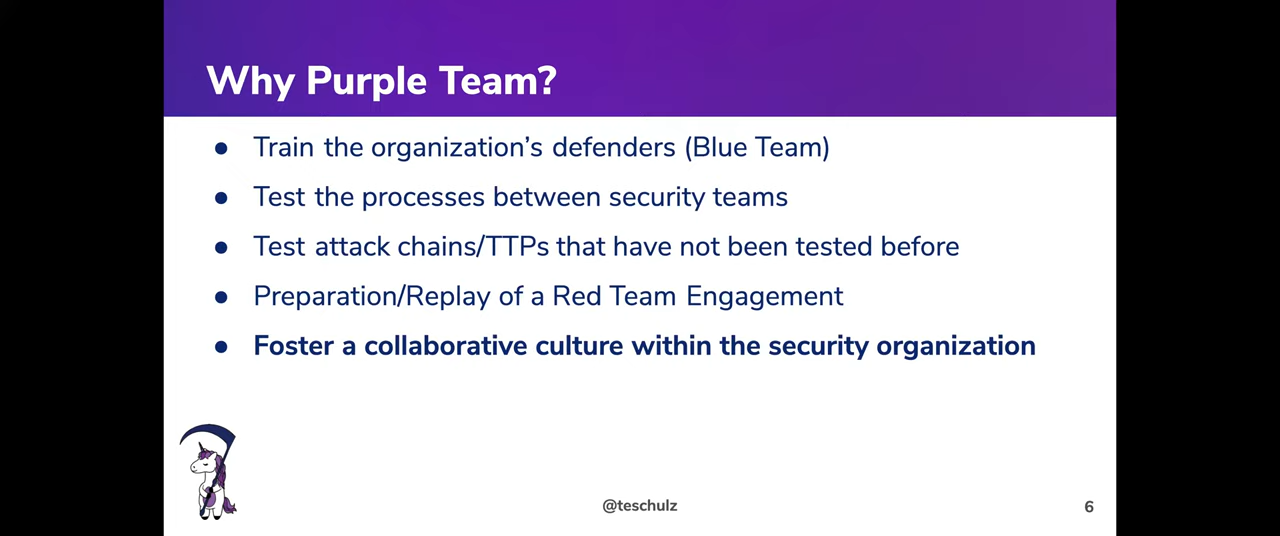 Why Purple Team?
● Train the organization’s defenders (Blue Team)
● Test the processes between security teams
● Test attack chains/TTPs that have not been tested before
● Preparation/Replay of a Red Team Engagement
● Foster a collaborative culture within the security organization
@teschulz
6